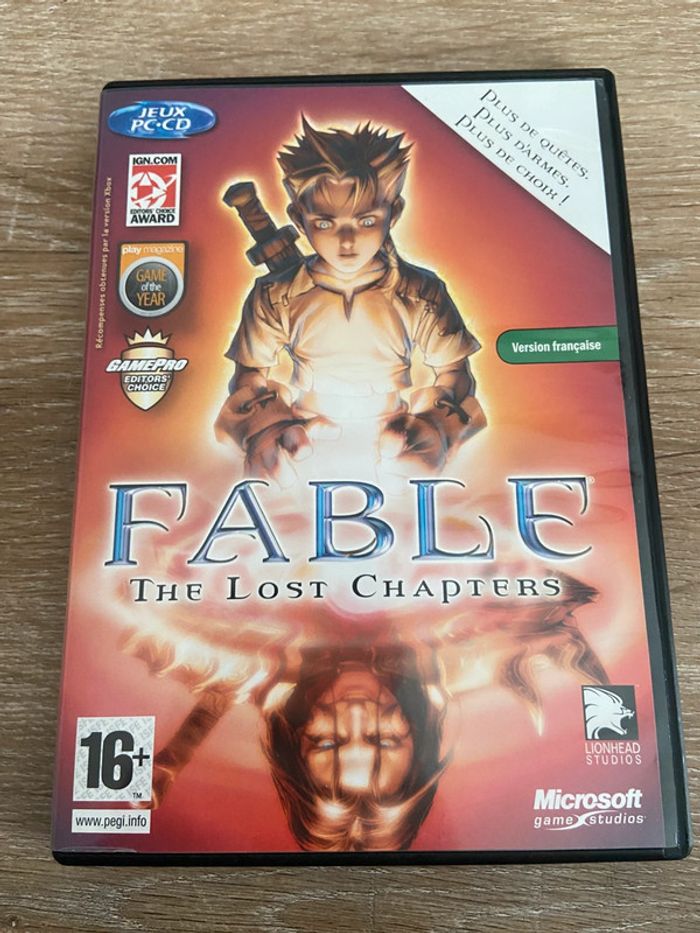 JEUX
PC•CD
PLUS DE QUÊTES,
PLUS D'ARMES,
PLUS DE CHOIX !
IGN.COM
EDITORS' CHOICE
AWARD
play magazine
GAME
of the
YEAR
GAMEPRO
EDITORS'
CHOICE
Récompenses obtenues par la version Xbox
Version française
FABLE®
THE LOST CHAPTERS
16+
TM
www.pegi.info
LIONHEAD
STUDIOS
Microsoft
game studios